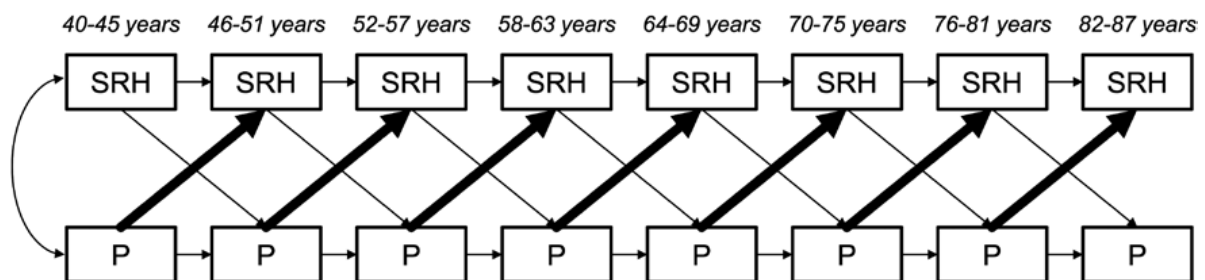 40-45 years 46-51 years 52-57 years 58-63 years 64-69 years 70-75 years 76-81 years 82-87 years
SRH SRH SRH SRH SRH SRH SRH SRH
P P P P P P P P